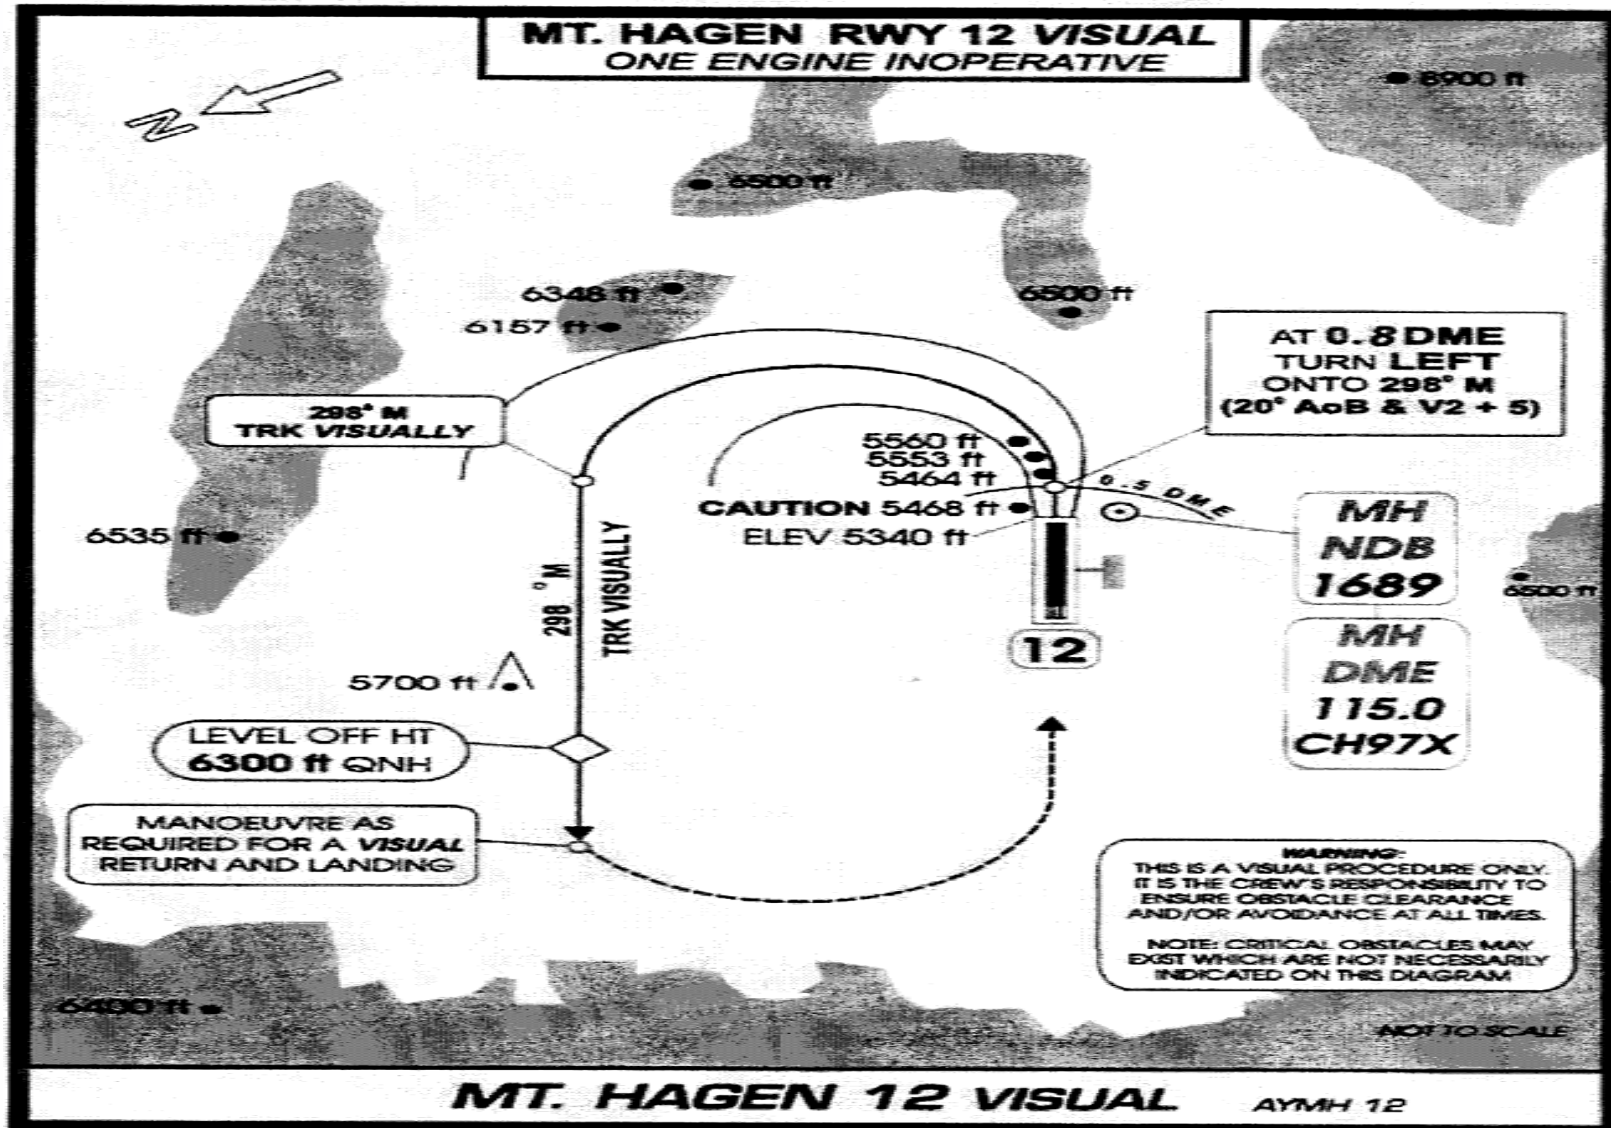 MT. HAGEN RWY 12 VISUAL
ONE ENGINE INOPERATIVE
N
8900 ft
6500 ft
6348 ft
6157 ft
6500 ft
AT 0.8 DME
TURN LEFT
ONTO 298° M
(20° AoB & V2 + 5)
298° M
TRK VISUALLY
5560 ft
5553 ft
5464 ft
0.5 DME
CAUTION 5468 ft
ELEV 5340 ft
6535 ft
MH
NDB
1689
6500 ft
298 °M
TRK VISUALLY
12
MH
DME
115.0
CH97X
5700 ft
LEVEL OFF HT
6300 ft QNH
MANOEUVRE AS
REQUIRED FOR A VISUAL
RETURN AND LANDING
WARNING:
THIS IS A VISUAL PROCEDURE ONLY.
IT IS THE CREW'S RESPONSIBILITY TO
ENSURE OBSTACLE CLEARANCE
AND/OR AVOIDANCE AT ALL TIMES.
NOTE: CRITICAL OBSTACLES MAY
EXIST WHICH ARE NOT NECESSARILY
INDICATED ON THIS DIAGRAM
6400 ft
NOT TO SCALE
MT. HAGEN 12 VISUAL
AYMH 12